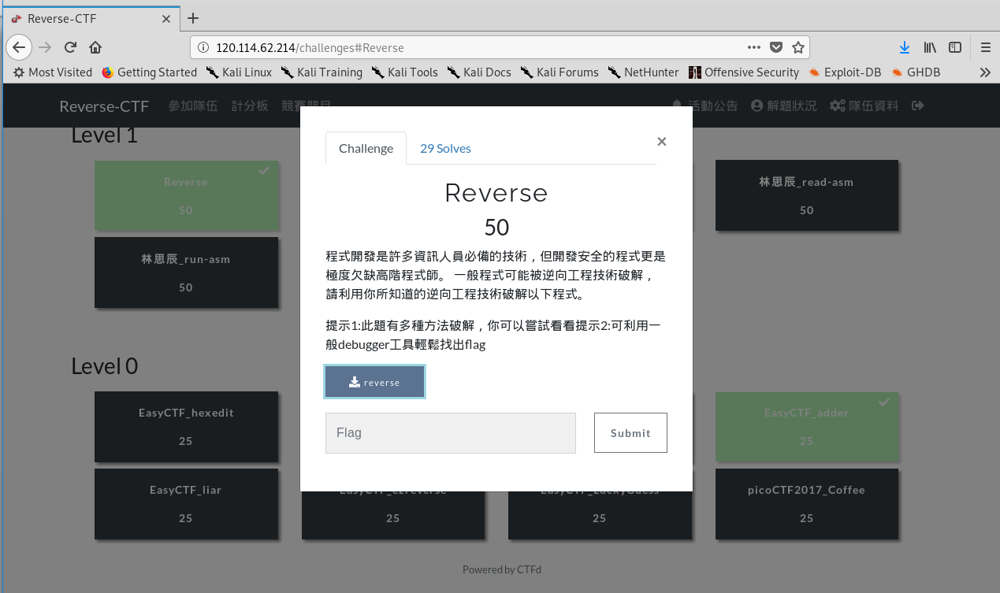 Reverse-CTF
120.114.62.214/challenges#Reverse
Most Visited Getting Started Kali Linux Kali Training Kali Tools Kali Docs Kali Forums NetHunter Offensive Security Exploit-DB GHDB
Reverse-CTF 參加隊伍 計分板 競賽題目 活動公告 解題狀況 隊伍資料
Level 1
Challenge 29 Solves ×
Reverse
50
程式開發是許多資訊人員必備的技術，但開發安全的程式更是
極度欠缺高階程式師。 一般程式可能被逆向工程技術破解，
請利用你所知道的逆向工程技術破解以下程式。
提示1:此題有多種方法破解，你可以嘗試看看提示2:可利用一
般debugger工具輕鬆找出flag
reverse
Flag Submit
Reverse
50
林思辰_read-asm
50
林思辰_run-asm
50
Level 0
EasyCTF_hexedit
25
EasyCTF_adder
25
EasyCTF_liar
25
EasyCTF_ezreverse
25
EasyCTF_LuckyGuess
25
picoCTF2017_Coffee
25
Powered by CTFd